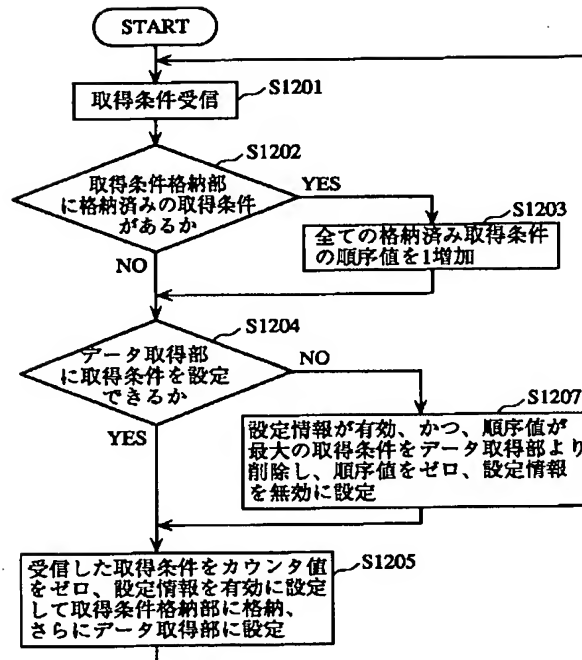 START
取得条件受信
S1201
S1202
取得条件格納部
に格納済みの取得条件
があるか
YES
NO
S1203
全ての格納済み取得条件
の順序値を1増加
S1204
データ取得部
に取得条件を設定
できるか
NO
YES
S1207
設定情報が有効、かつ、順序値が
最大の取得条件をデータ取得部より
削除し、順序値をゼロ、設定情報
を無効に設定
受信した取得条件をカウンタ値
をゼロ、設定情報を有効に設定
して取得条件格納部に格納、
さらにデータ取得部に設定
S1205